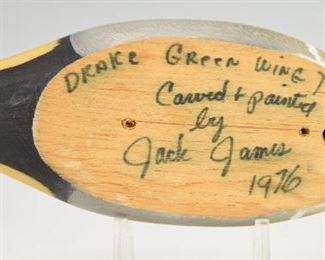 DRAKE GREEN WING T
Carved + painted
by
Jack James
1976